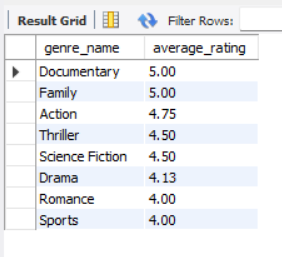 Result Grid Filter Rows:
genre_name average_rating
Documentary 5.00
Family 5.00
Action 4.75
Thriller 4.50
Science Fiction 4.50
Drama 4.13
Romance 4.00
Sports 4.00